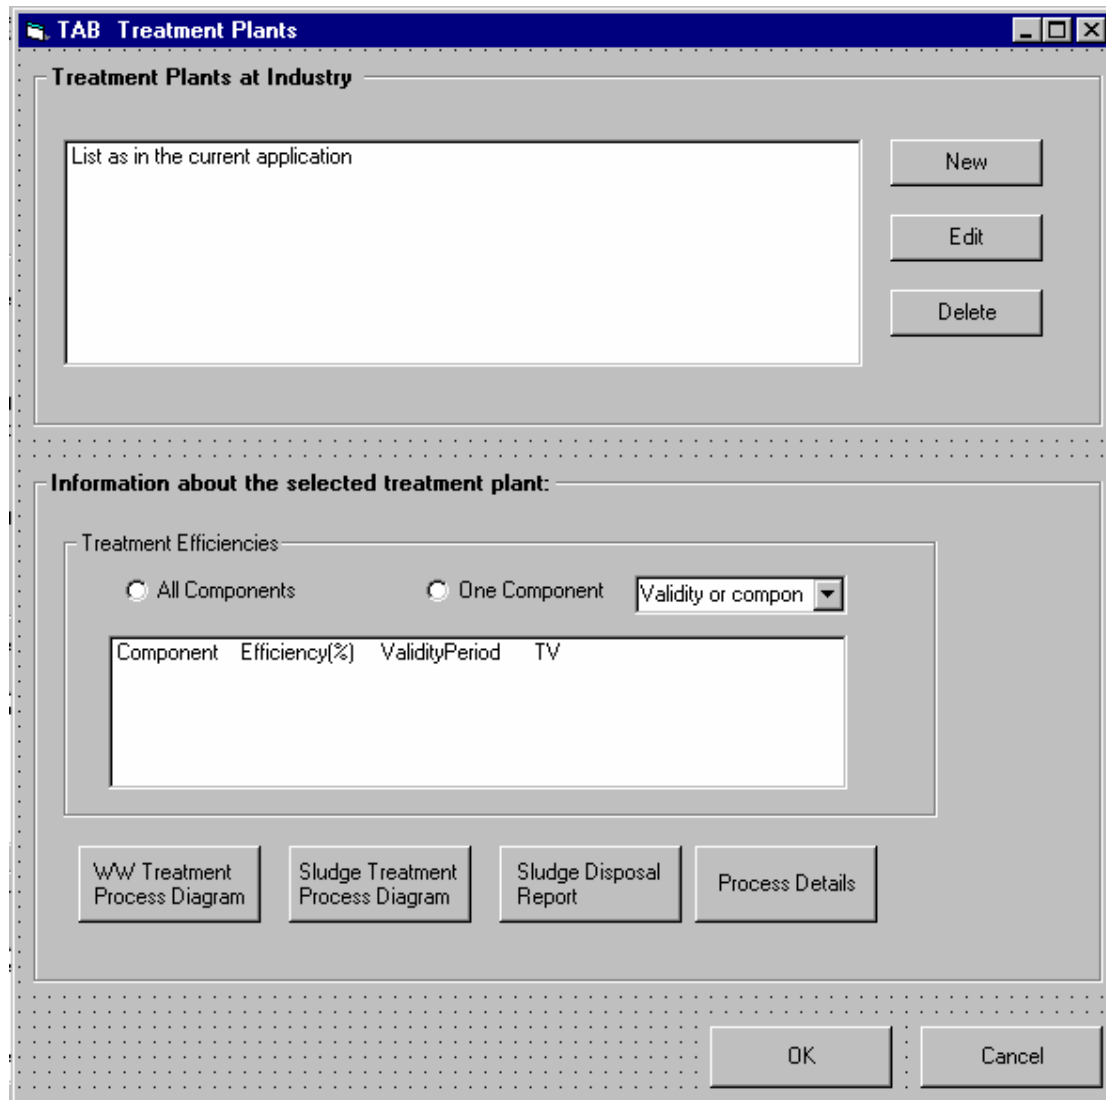 TAB Treatment Plants
Treatment Plants at Industry
List as in the current application
New
Edit
Delete
Information about the selected treatment plant:
Treatment Efficiencies
All Components
One Component
Validity or compon
Component Efficiency(%) ValidityPeriod TV
WW Treatment
Process Diagram
Sludge Treatment
Process Diagram
Sludge Disposal
Report
Process Details
OK
Cancel